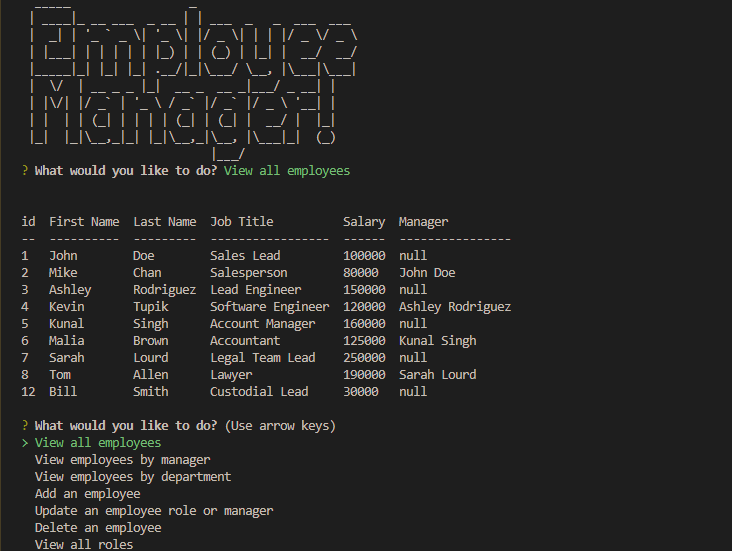 Employee
Manager!
? What would you like to do? View all employees
id First Name Last Name Job Title Salary Manager
-- ---------- --------- ----------------- ------ ----------------
1 John Doe Sales Lead 100000 null
2 Mike Chan Salesperson 80000 John Doe
3 Ashley Rodriguez Lead Engineer 150000 null
4 Kevin Tupik Software Engineer 120000 Ashley Rodriguez
5 Kunal Singh Account Manager 160000 null
6 Malia Brown Accountant 125000 Kunal Singh
7 Sarah Lourd Legal Team Lead 250000 null
8 Tom Allen Lawyer 190000 Sarah Lourd
12 Bill Smith Custodial Lead 30000 null
? What would you like to do? (Use arrow keys)
> View all employees
View employees by manager
View employees by department
Add an employee
Update an employee role or manager
Delete an employee
View all roles